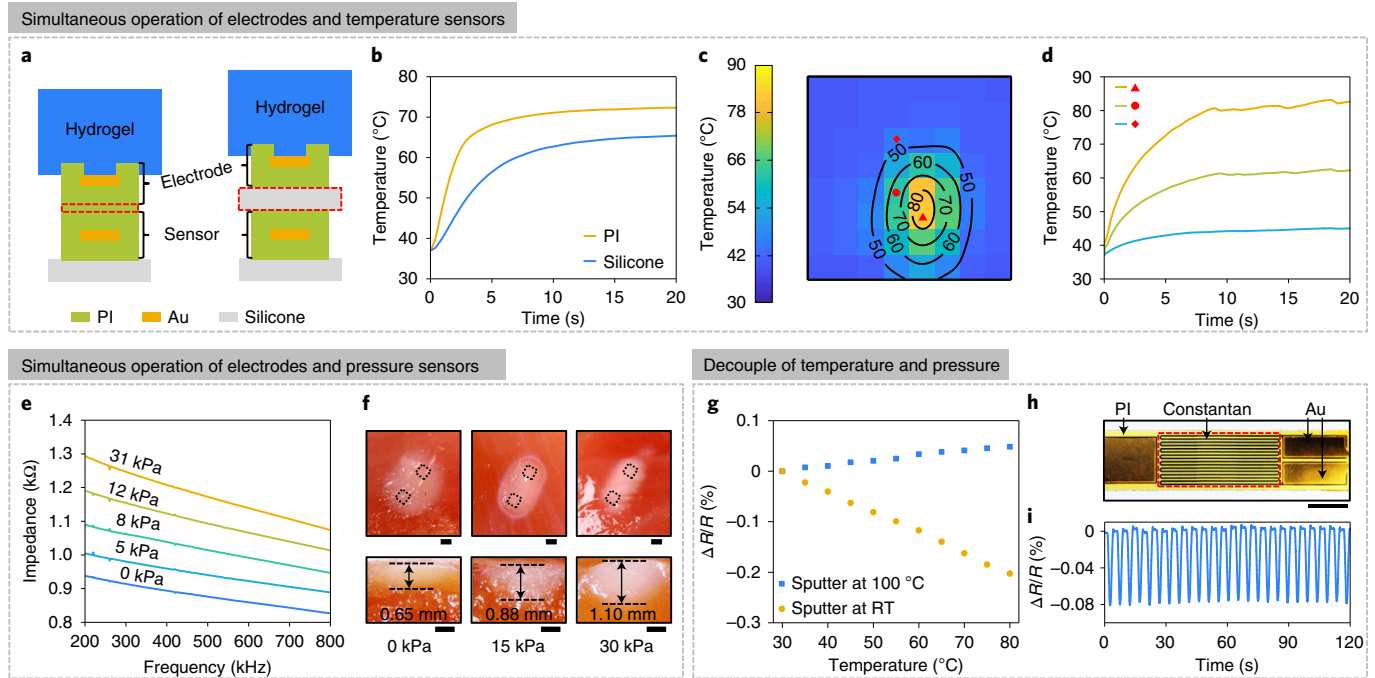 Simultaneous operation of electrodes and temperature sensors
a
Hydrogel
Hydrogel
Electrode
Sensor
PI
Au
Silicone
b
Temperature (°C)
80
70
60
50
40
30
PI
Silicone
0
5
10
15
20
Time (s)
c
Temperature (°C)
90
78
66
54
42
30
50
60
50
80
70
70
60
60
50
50
d
Temperature (°C)
90
80
70
60
50
40
30
0
5
10
15
20
Time (s)
Simultaneous operation of electrodes and pressure sensors
e
Impedance (kΩ)
1.4
1.3
1.2
1.1
1.0
0.9
0.8
31 kPa
12 kPa
8 kPa
5 kPa
0 kPa
200 300 400 500 600 700 800
Frequency (kHz)
f
0.65 mm
0.88 mm
1.10 mm
0 kPa
15 kPa
30 kPa
Decouple of temperature and pressure
g
ΔR/R (%)
0.1
0
–0.1
–0.2
–0.3
Sputter at 100 °C
Sputter at RT
30 40 50 60 70 80
Temperature (°C)
h
PI
Constantan
Au
i
ΔR/R (%)
0
–0.04
–0.08
0
30
60
90
120
Time (s)